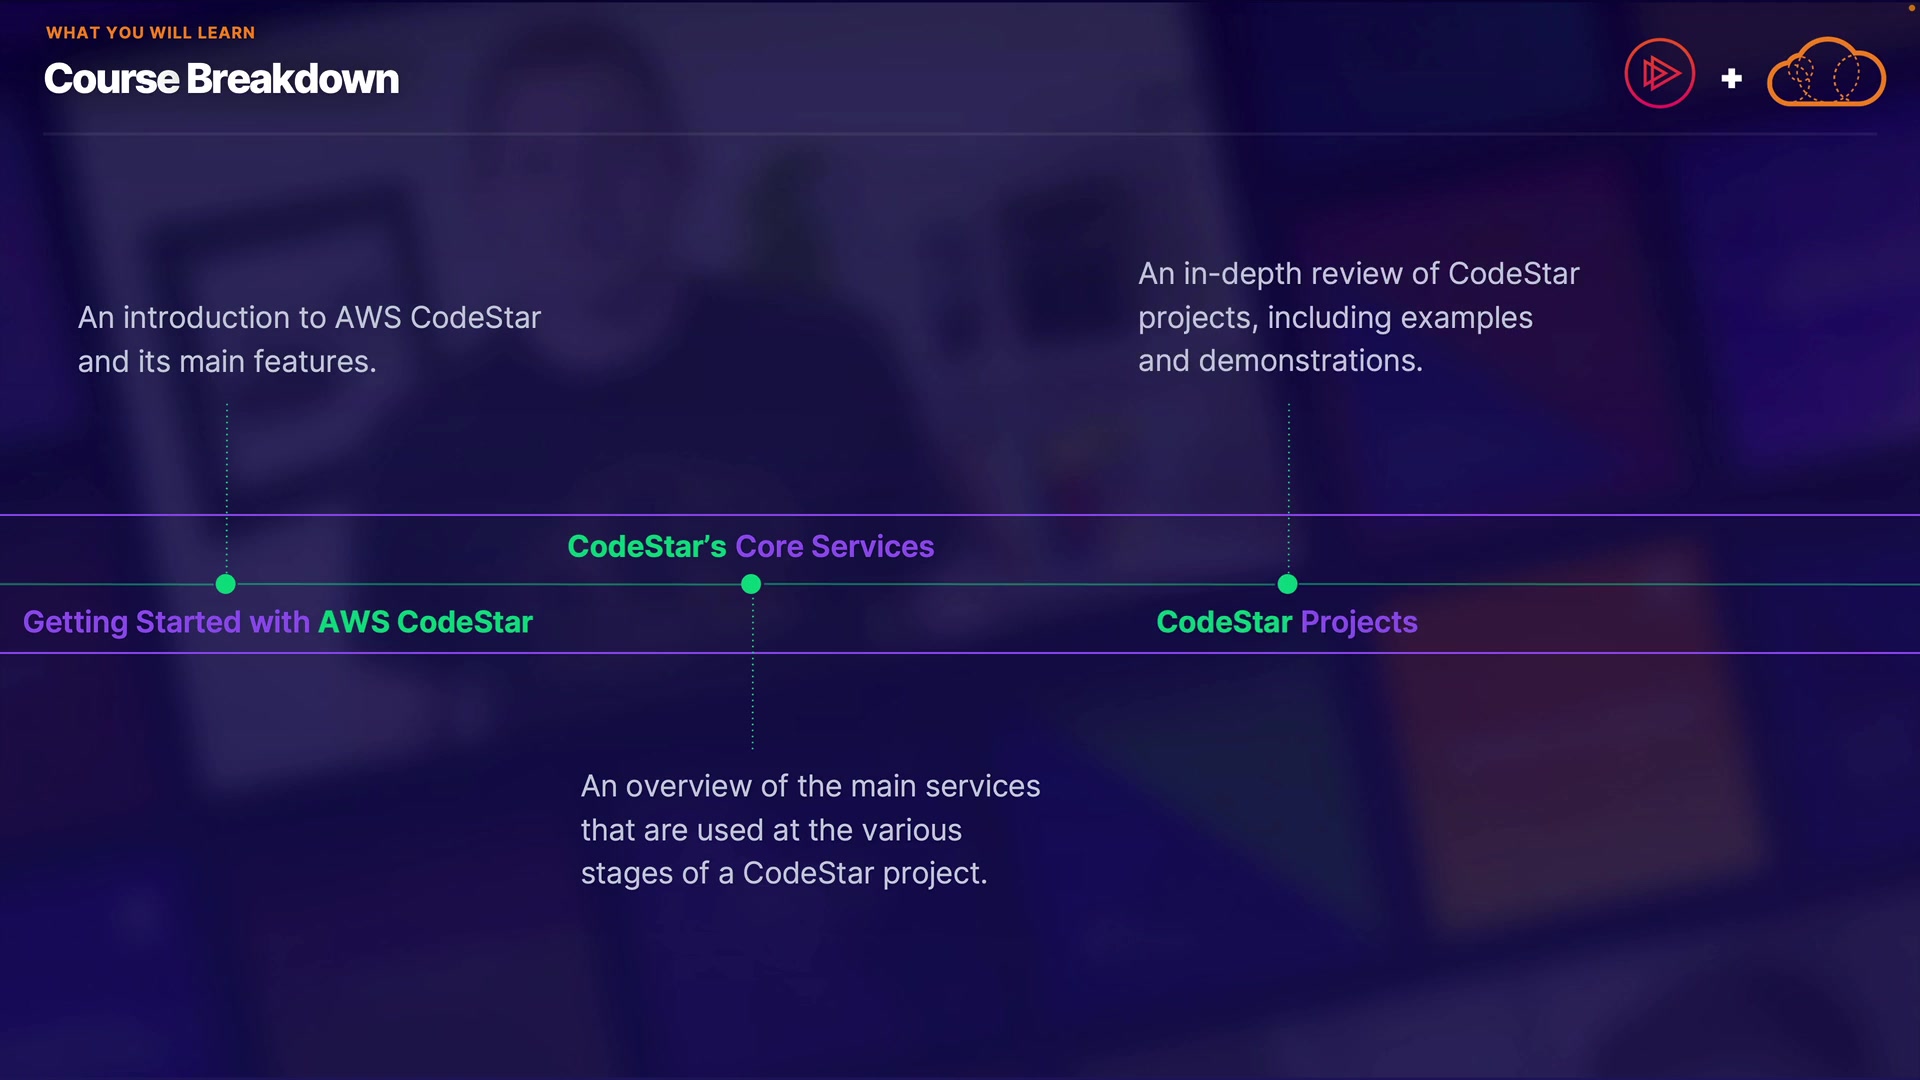 WHAT YOU WILL LEARN
Course Breakdown
An introduction to AWS CodeStar
and its main features.
Getting Started with AWS CodeStar
CodeStar’s Core Services
An overview of the main services
that are used at the various
stages of a CodeStar project.
An in-depth review of CodeStar
projects, including examples
and demonstrations.
CodeStar Projects